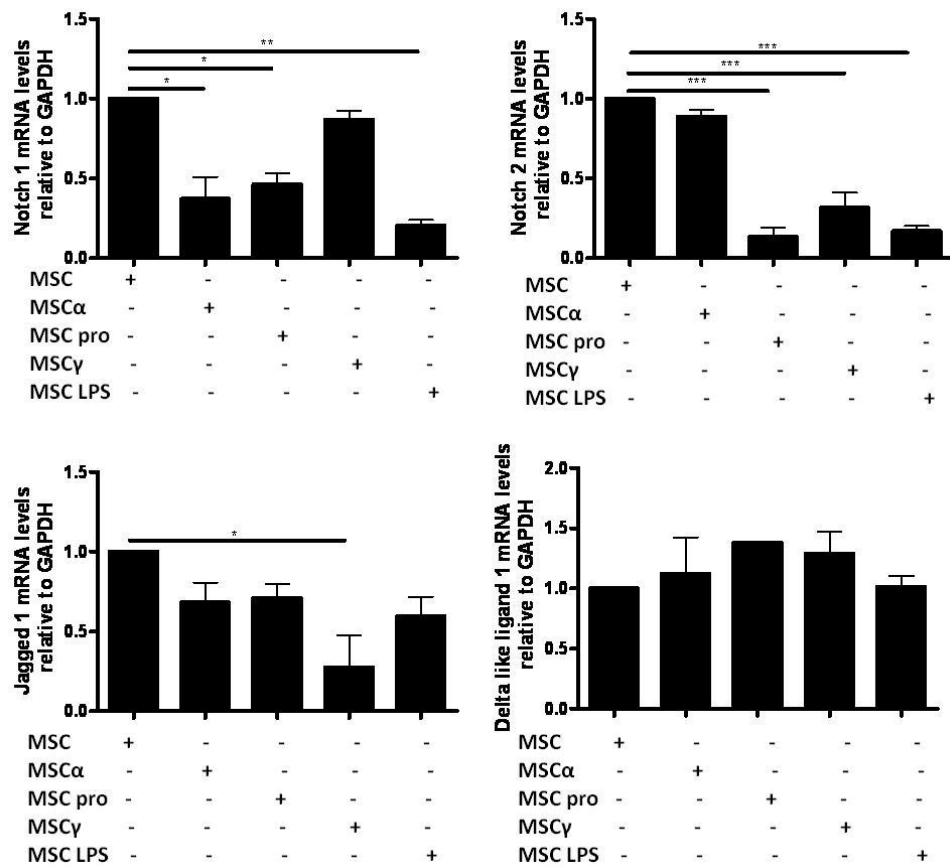 Notch 1 mRNA levels
relative to GAPDH
1.5
1.0
0.5
0.0
**
*
*
MSC + - - - -
MSCα - + - - -
MSC pro - - + - -
MSCγ - - - + -
MSC LPS - - - - +
Notch 2 mRNA levels
relative to GAPDH
1.5
1.0
0.5
0.0
***
***
***
MSC + - - - -
MSCα - + - - -
MSC pro - - + - -
MSCγ - - - + -
MSC LPS - - - - +
Jagged 1 mRNA levels
relative to GAPDH
1.5
1.0
0.5
0.0
*
MSC + - - - -
MSCα - + - - -
MSC pro - - + - -
MSCγ - - - + -
MSC LPS - - - - +
Delta like ligand 1 mRNA levels
relative to GAPDH
2.0
1.5
1.0
0.5
0.0
MSC + - - - -
MSCα - + - - -
MSC pro - - + - -
MSCγ - - - + -
MSC LPS - - - - +